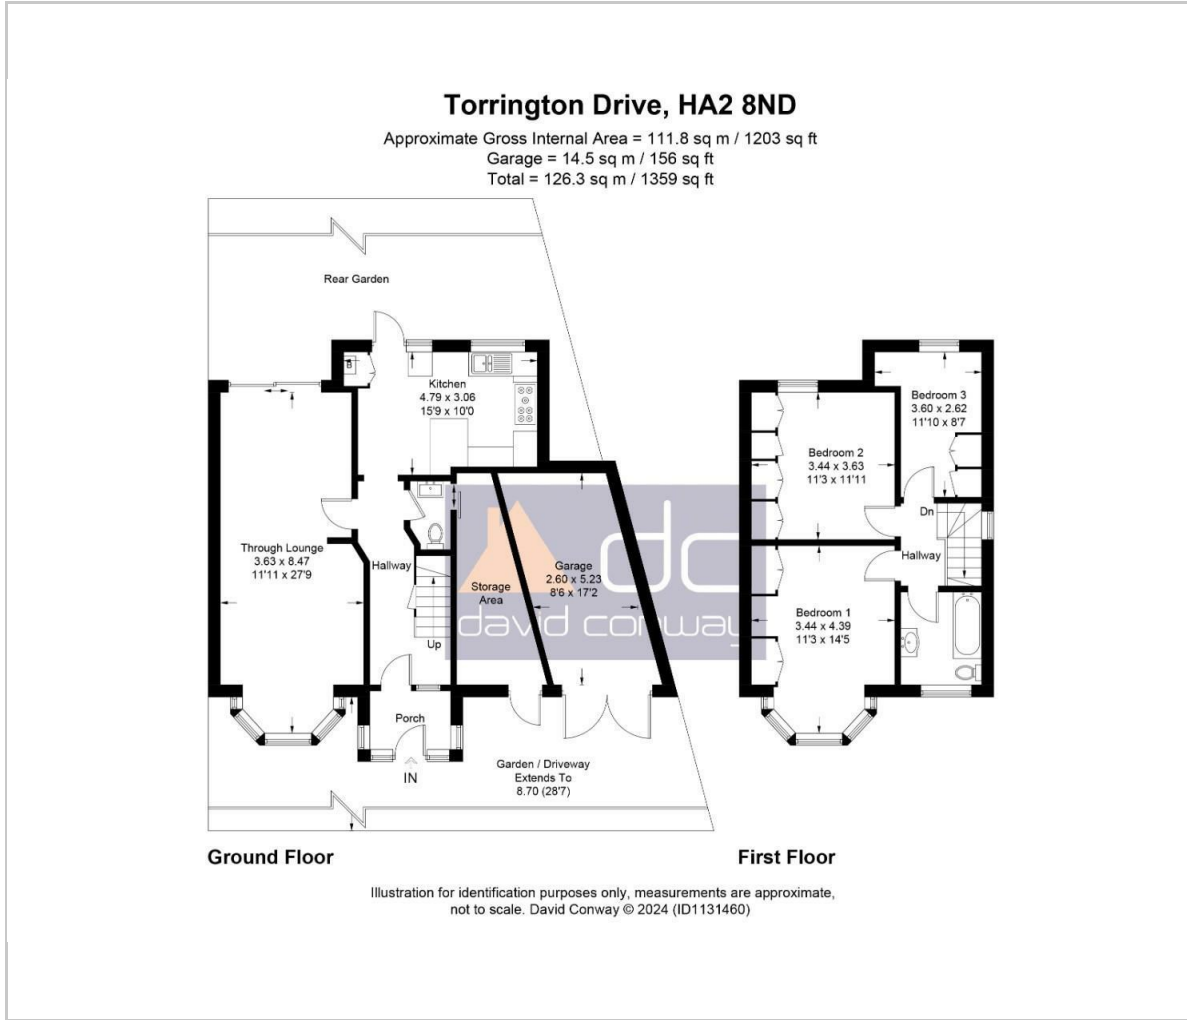 Torrington Drive, HA2 8ND
Approximate Gross Internal Area = 111.8 sq m / 1203 sq ft
Garage = 14.5 sq m / 156 sq ft
Total = 126.3 sq m / 1359 sq ft
Rear Garden
Kitchen
4.79 x 3.06
15'9 x 10'0
Through Lounge
3.63 x 8.47
11'11 x 27'9
Hallway
Up
Storage
Area
Garage
2.60 x 5.23
8'6 x 17'2
dc
david conway
Porch
IN
Garden / Driveway
Extends To
8.70 (28'7)
Ground Floor
Bedroom 3
3.60 x 2.62
11'10 x 8'7
Bedroom 2
3.44 x 3.63
11'3 x 11'11
Dn
Hallway
Bedroom 1
3.44 x 4.39
11'3 x 14'5
First Floor
Illustration for identification purposes only, measurements are approximate,
not to scale. David Conway © 2024 (ID1131460)